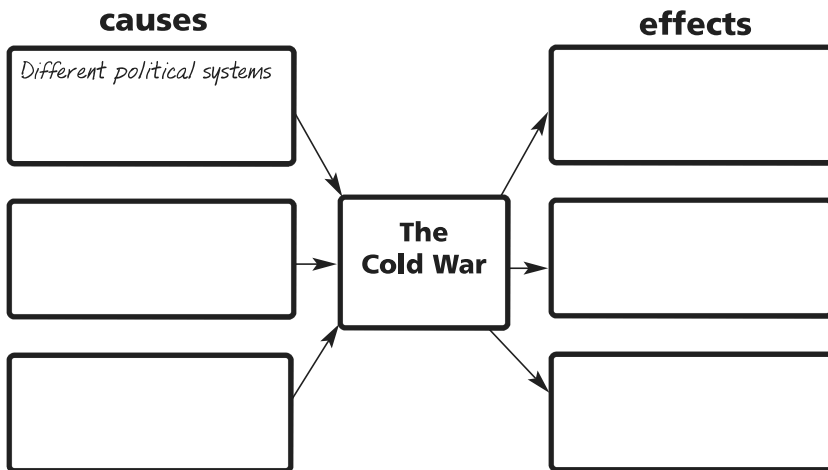 causes
effects
Different political systems
The
Cold War